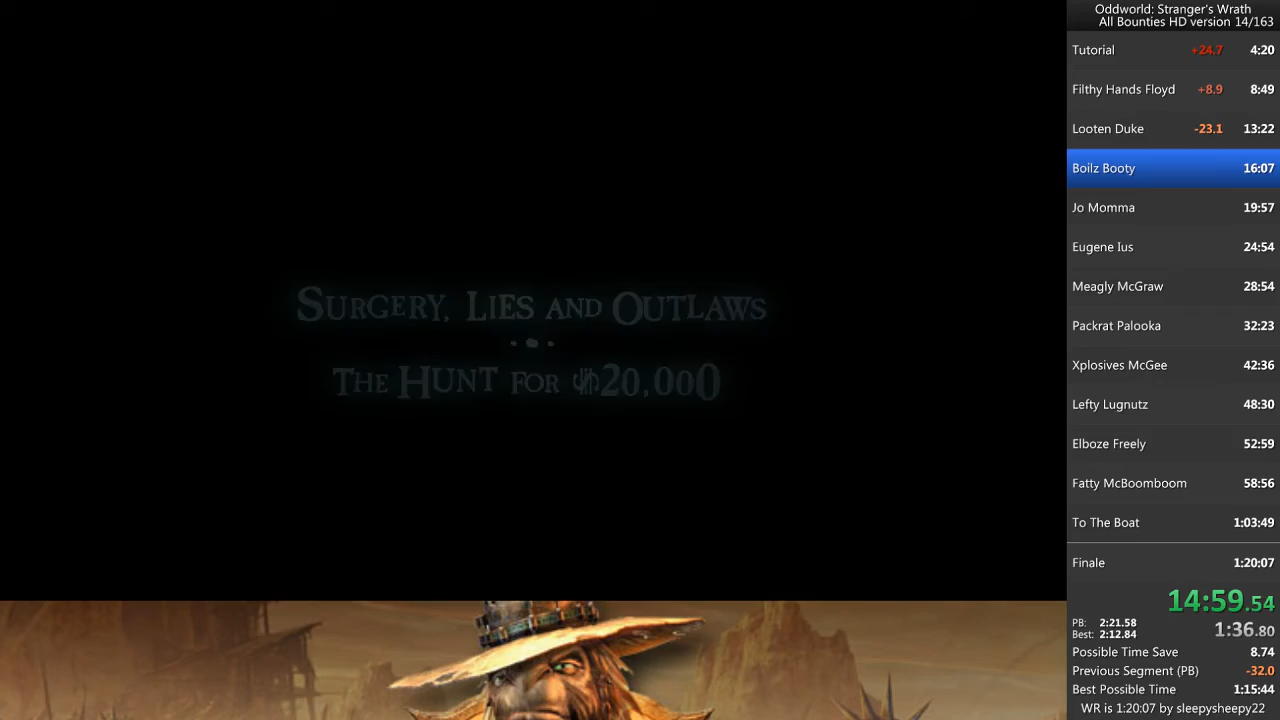 Surgery, Lies and Outlaws
The Hunt for $20,000
Oddworld: Stranger's Wrath
All Bounties HD version 14/163
Tutorial +24.7 4:20
Filthy Hands Floyd +8.9 8:49
Looten Duke -23.1 13:22
Boilz Booty 16:07
Jo Momma 19:57
Eugene Ius 24:54
Meagly McGraw 28:54
Packrat Palooka 32:23
Xplosives McGee 42:36
Lefty Lugnutz 48:30
Elboze Freely 52:59
Fatty McBoomboom 58:56
To The Boat 1:03:49
Finale 1:20:07
14:59.54
PB: 2:21.58
Best: 2:12.84
1:36.80
Possible Time Save 8.74
Previous Segment (PB) -32.0
Best Possible Time 1:15:44
WR is 1:20:07 by sleepysheepy22